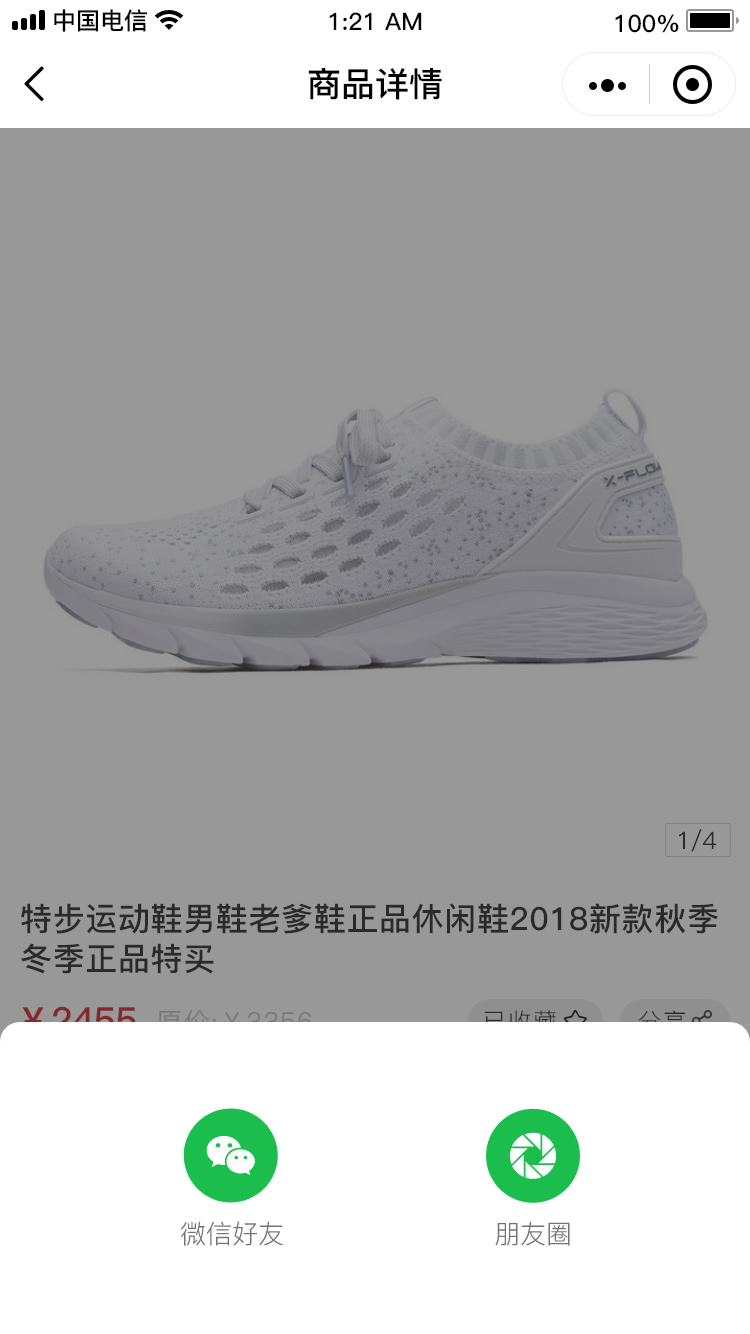 中国电信 1:21 AM 100%
商品详情
X-FLOW
1/4
特步运动鞋男鞋老爹鞋正品休闲鞋2018新款秋季
冬季正品特买
￥2455 原价:￥3356 已收藏 分享
微信好友 朋友圈